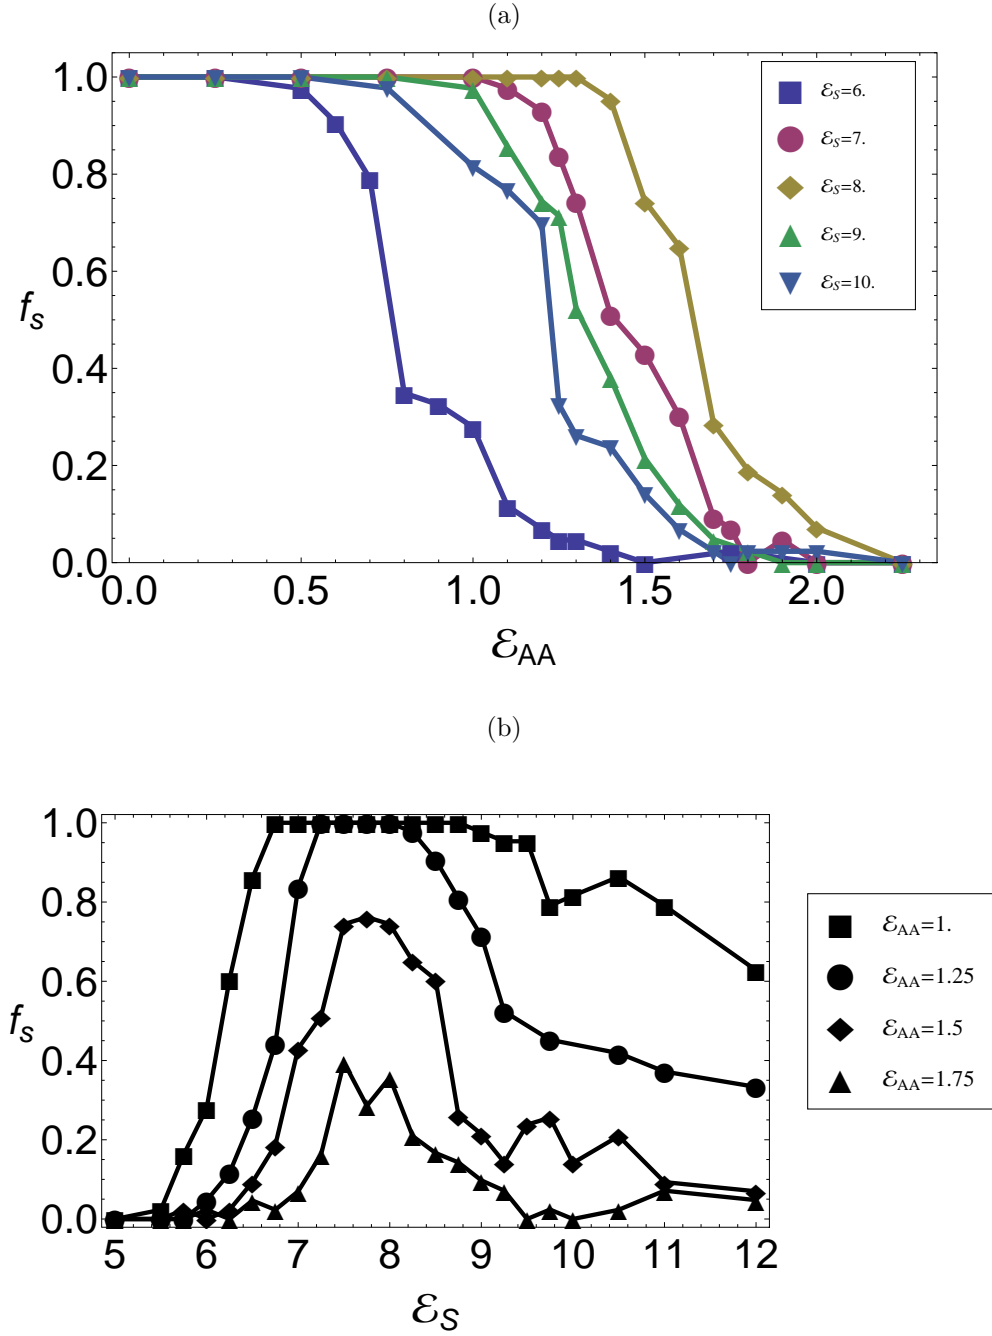 (a)
1.0
0.8
0.6
0.4
0.2
0.0
f_s
0.0 0.5 1.0 1.5 2.0
ℰ_AA
ℰ_S=6.
ℰ_S=7.
ℰ_S=8.
ℰ_S=9.
ℰ_S=10.
(b)
1.0
0.8
0.6
0.4
0.2
0.0
f_s
5 6 7 8 9 10 11 12
ℰ_S
ℰ_AA=1.
ℰ_AA=1.25
ℰ_AA=1.5
ℰ_AA=1.75